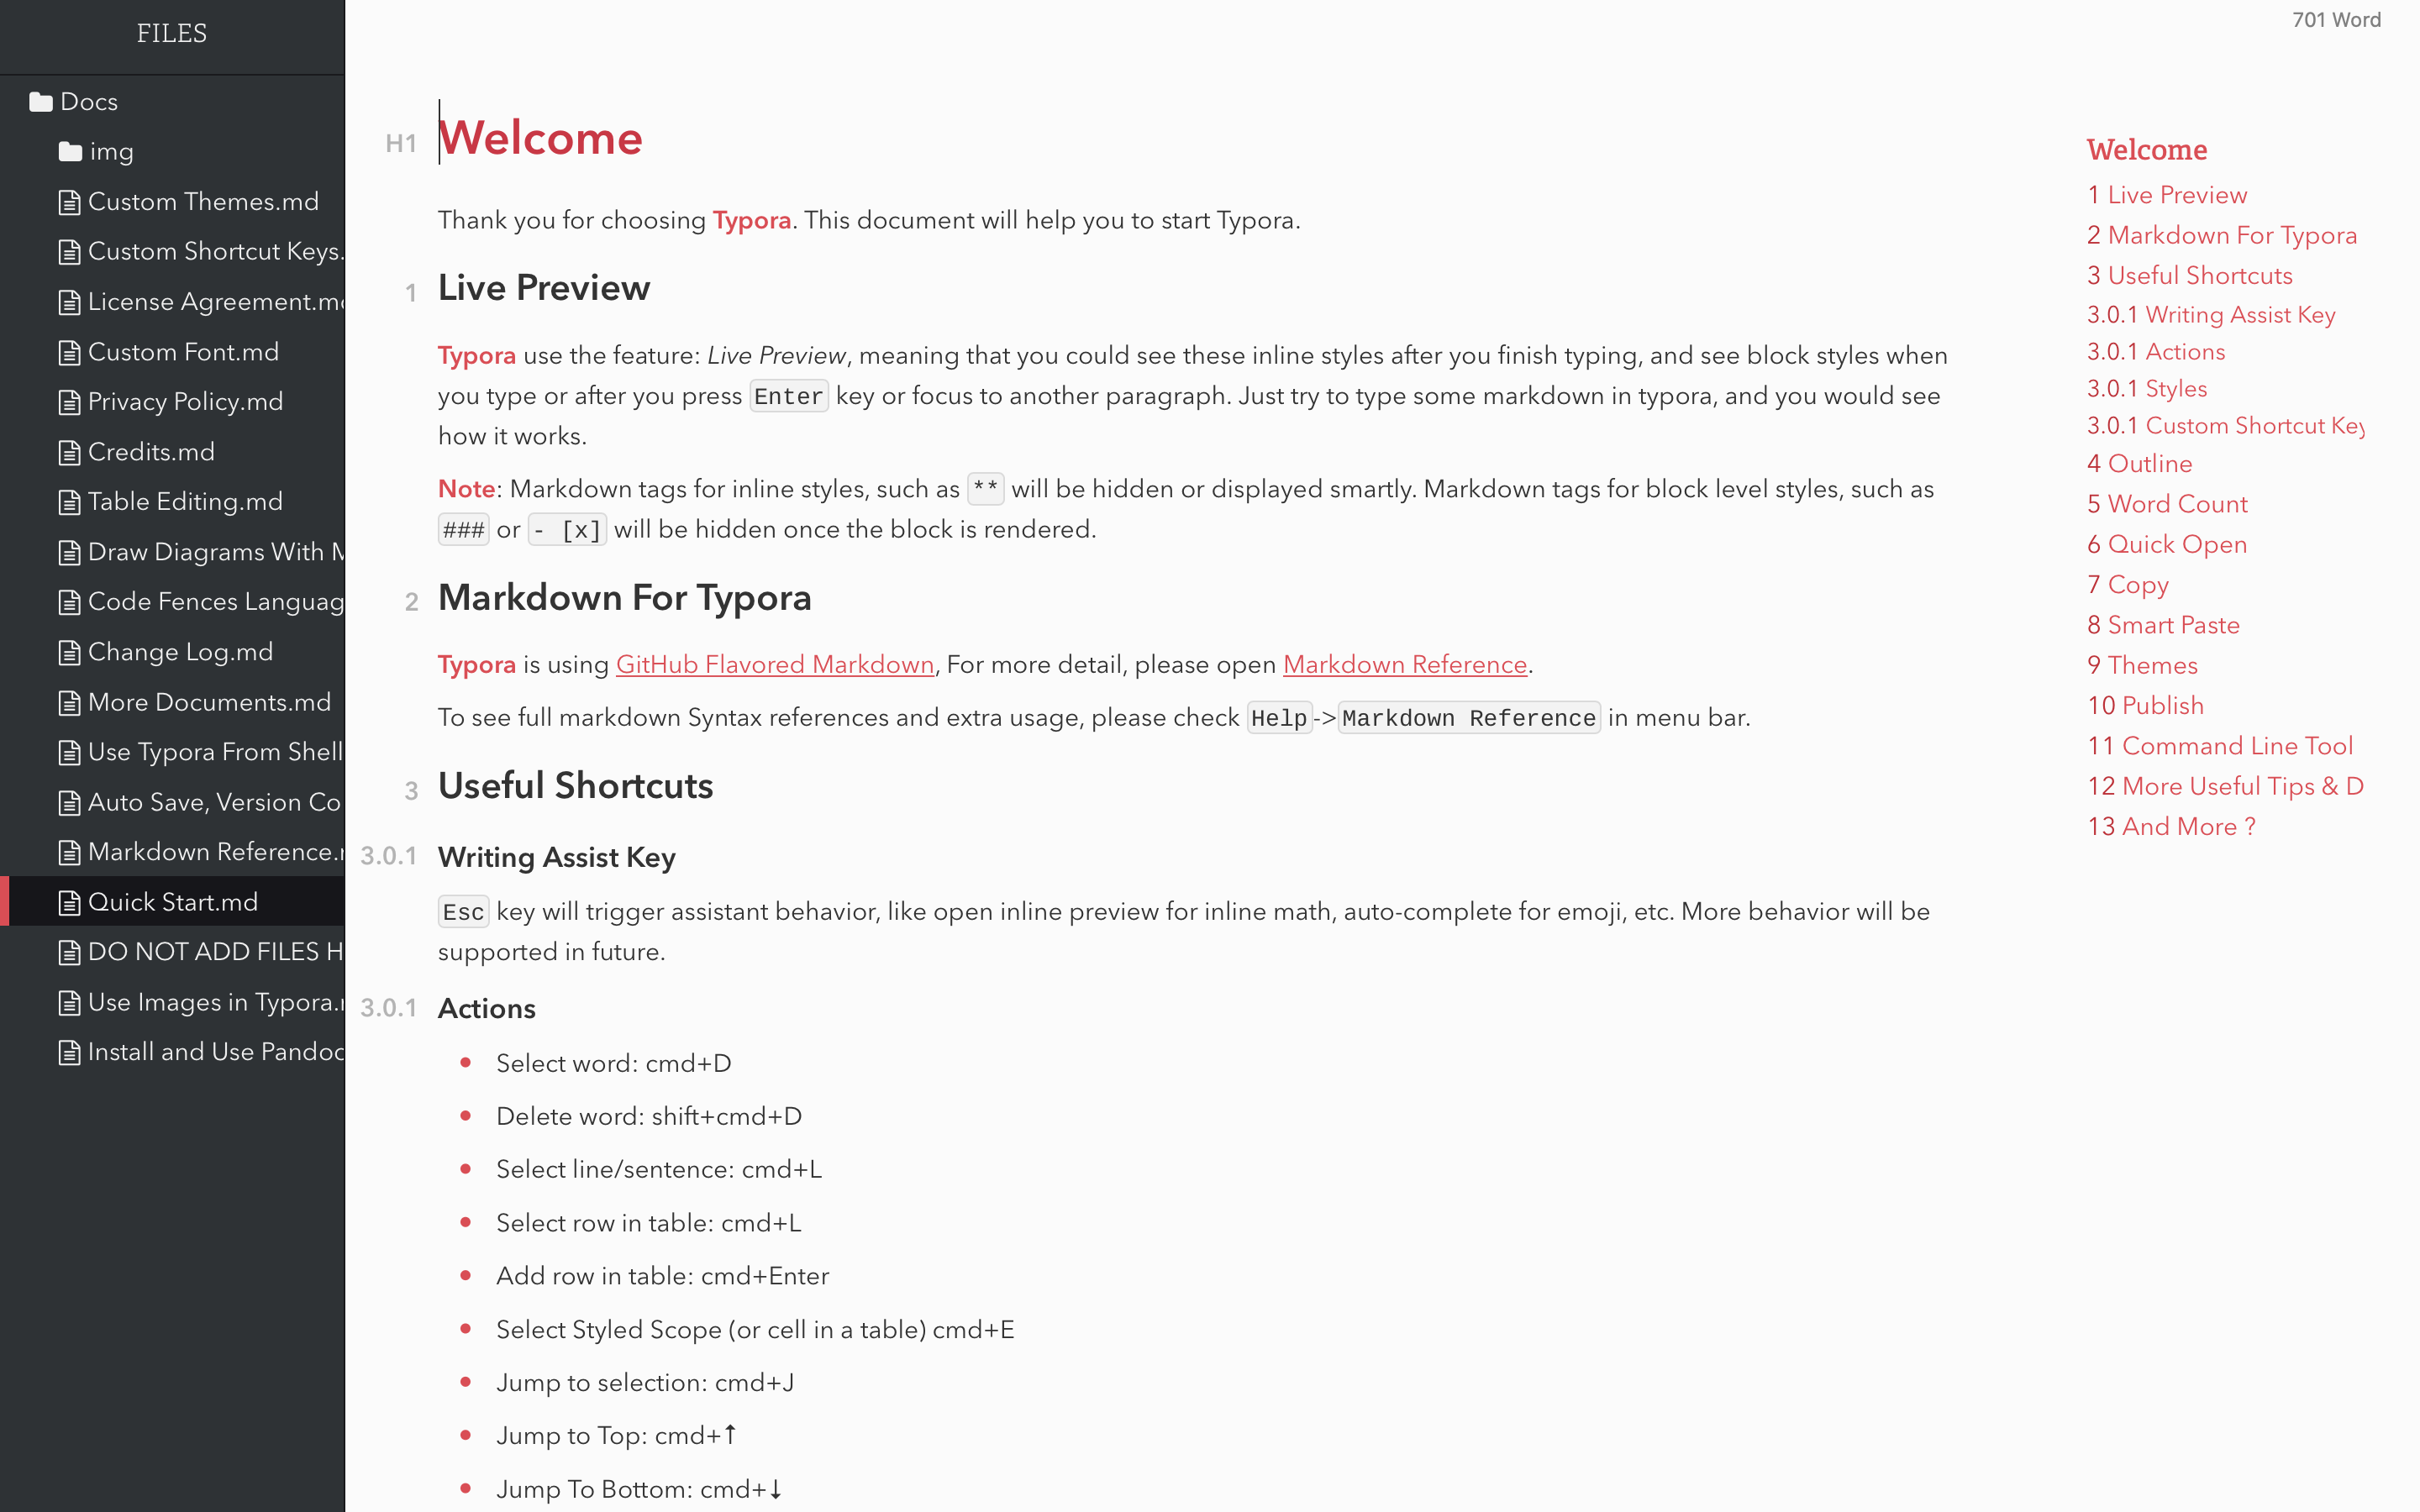 FILES
Docs
img
Custom Themes.md
Custom Shortcut Keys.
License Agreement.md
Custom Font.md
Privacy Policy.md
Credits.md
Table Editing.md
Draw Diagrams With M
Code Fences Languag
Change Log.md
More Documents.md
Use Typora From Shell
Auto Save, Version Co
Markdown Reference.
Quick Start.md
DO NOT ADD FILES H
Use Images in Typora.
Install and Use Pandoc
701 Word
H1 Welcome
Thank you for choosing Typora. This document will help you to start Typora.
1 Live Preview
Typora use the feature: Live Preview, meaning that you could see these inline styles after you finish typing, and see block styles when
you type or after you press Enter key or focus to another paragraph. Just try to type some markdown in typora, and you would see
how it works.
Note: Markdown tags for inline styles, such as ** will be hidden or displayed smartly. Markdown tags for block level styles, such as
### or - [x] will be hidden once the block is rendered.
2 Markdown For Typora
Typora is using GitHub Flavored Markdown, For more detail, please open Markdown Reference.
To see full markdown Syntax references and extra usage, please check Help->Markdown Reference in menu bar.
3 Useful Shortcuts
3.0.1 Writing Assist Key
Esc key will trigger assistant behavior, like open inline preview for inline math, auto-complete for emoji, etc. More behavior will be
supported in future.
3.0.1 Actions
• Select word: cmd+D
• Delete word: shift+cmd+D
• Select line/sentence: cmd+L
• Select row in table: cmd+L
• Add row in table: cmd+Enter
• Select Styled Scope (or cell in a table) cmd+E
• Jump to selection: cmd+J
• Jump to Top: cmd+↑
• Jump To Bottom: cmd+↓
Welcome
1 Live Preview
2 Markdown For Typora
3 Useful Shortcuts
3.0.1 Writing Assist Key
3.0.1 Actions
3.0.1 Styles
3.0.1 Custom Shortcut Key
4 Outline
5 Word Count
6 Quick Open
7 Copy
8 Smart Paste
9 Themes
10 Publish
11 Command Line Tool
12 More Useful Tips & D
13 And More ?